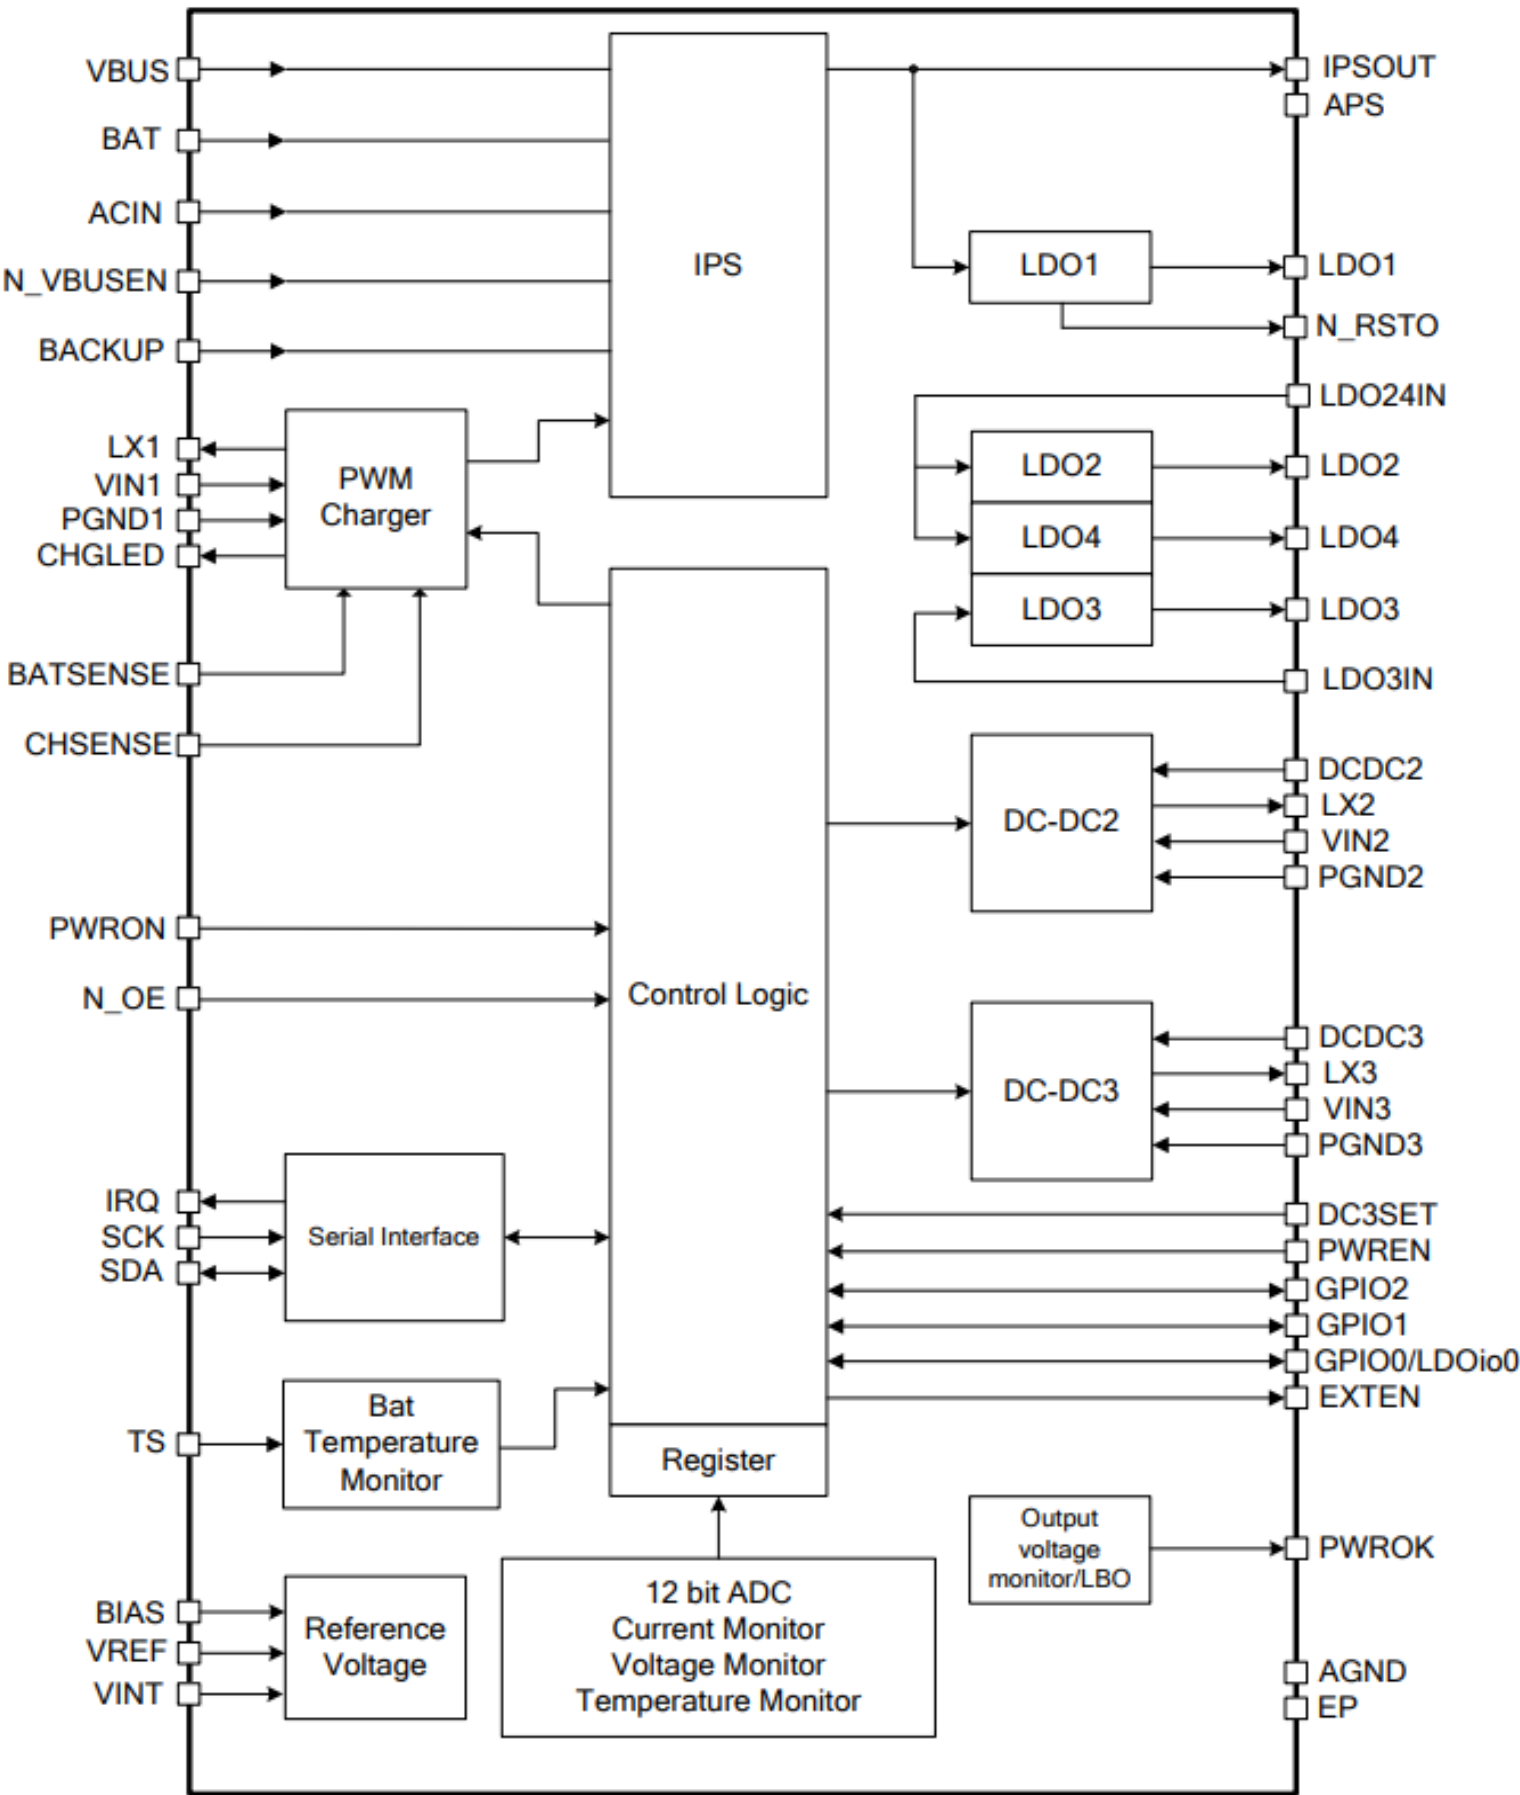 VBUS
BAT
ACIN
N_VBUSEN
BACKUP
LX1
VIN1
PGND1
CHGLED
BATSENSE
CHSENSE
PWRON
N_OE
IRQ
SCK
SDA
TS
BIAS
VREF
VINT
PWM
Charger
Serial Interface
Bat
Temperature
Monitor
Reference
Voltage
IPS
Control Logic
Register
12 bit ADC
Current Monitor
Voltage Monitor
Temperature Monitor
LDO1
LDO2
LDO4
LDO3
DC-DC2
DC-DC3
Output
voltage
monitor/LBO
IPSOUT
APS
LDO1
N_RSTO
LDO24IN
LDO2
LDO4
LDO3
LDO3IN
DCDC2
LX2
VIN2
PGND2
DCDC3
LX3
VIN3
PGND3
DC3SET
PWREN
GPIO2
GPIO1
GPIO0/LDOio0
EXTEN
PWROK
AGND
EP